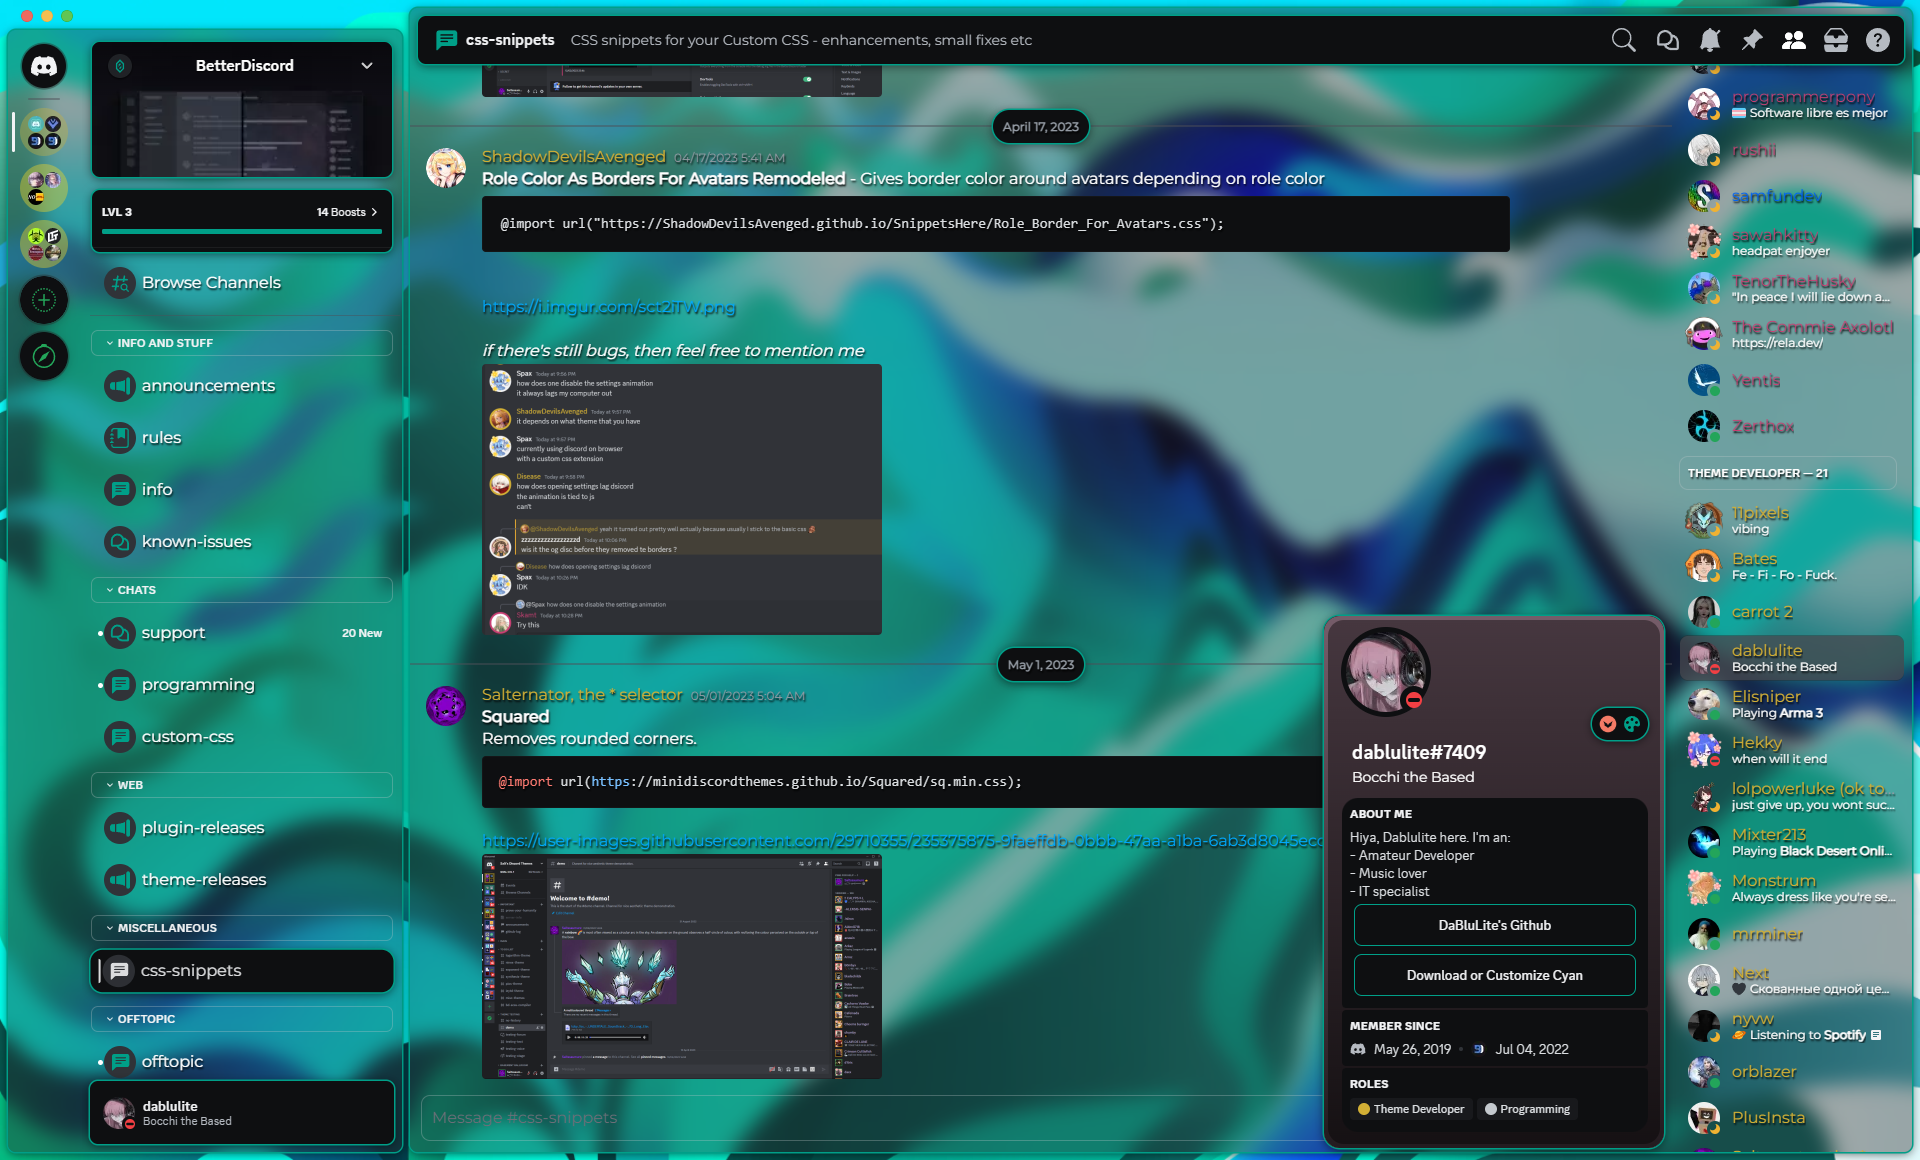 BetterDiscord
LVL 3
14 Boosts
Browse Channels
INFO AND STUFF
announcements
rules
info
known-issues
CHATS
support
20 New
programming
custom-css
WEB
plugin-releases
theme-releases
MISCELLANEOUS
css-snippets
OFFTOPIC
offtopic
dablulite
Bocchi the Based
css-snippets CSS snippets for your Custom CSS - enhancements, small fixes etc
April 17, 2023
ShadowDevilsAvenged 04/17/2023 5:41 AM
Role Color As Borders For Avatars Remodeled - Gives border color around avatars depending on role color
@import url("https://ShadowDevilsAvenged.github.io/SnippetsHere/Role_Border_For_Avatars.css");
https://i.imgur.com/sct2iTW.png
if there's still bugs, then feel free to mention me
Spax Today at 9:56 PM
how does one disable the settings animation
it always lags my computer out
ShadowDevilsAvenged Today at 9:57 PM
it depends on what theme that you have
Spax Today at 9:57 PM
currently using discord on browser
with a custom css extension
Disease Today at 9:58 PM
how does opening settings lag dsicord
the animation is tied to js
can't
@ShadowDevilsAvenged yeah it turned out pretty well actually because usually I stick to the basic css
Today at 10:06 PM
wis it the og disc before they removed te borders ?
Disease how does opening settings lag dsicord
Spax Today at 10:26 PM
IDK
@Spax how does one disable the settings animation
Today at 10:28 PM
Try this
May 1, 2023
Salternator, the * selector 05/01/2023 5:04 AM
Squared
Removes rounded corners.
@import url(https://minidiscordthemes.github.io/Squared/sq.min.css);
https://user-images.githubusercontent.com/29710355/235375875-9faeffdb-0bbb-47aa-a1ba-6ab3d8045ecc
Welcome to #demo!
Message #css-snippets
dablulite#7409
Bocchi the Based
ABOUT ME
Hiya, Dablulite here. I'm an:
- Amateur Developer
- Music lover
- IT specialist
DaBluLite's Github
Download or Customize Cyan
MEMBER SINCE
May 26, 2019 Jul 04, 2022
ROLES
Theme Developer Programming
programmerpony
Software libre es mejor
rushii
samfundev
sawahkitty
headpat enjoyer
TenorTheHusky
"In peace I will lie down a...
The Commie Axolotl
https://rela.dev/
Yentis
Zerthox
THEME DEVELOPER — 21
11pixels
vibing
Bates
Fe - Fi - Fo - Fuck.
carrot 2
dablulite
Bocchi the Based
Elisniper
Playing Arma 3
Hekky
when will it end
lolpowerluke (ok to...
just give up, you wont suc...
Mixter213
Playing Black Desert Onli...
Monstrum
Always dress like you're se...
mrminer
Next
Скованные одной це...
nyvw
Listening to Spotify
orblazer
PlusInsta